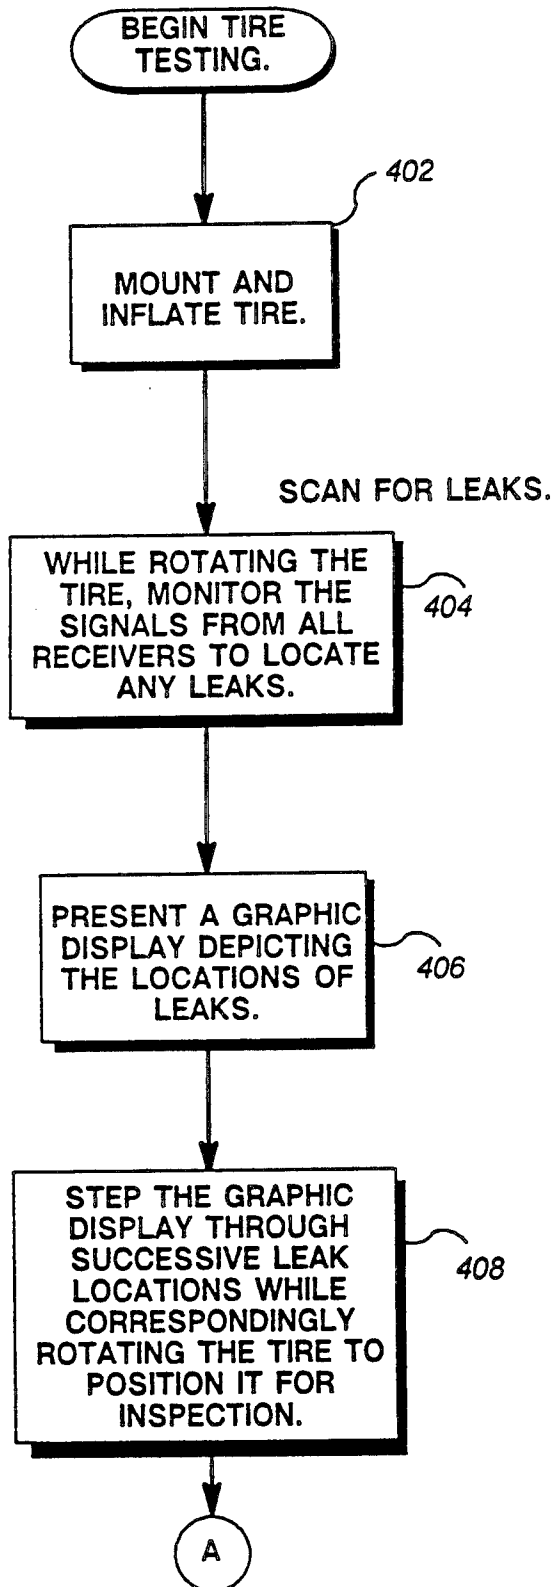 BEGIN TIRE
TESTING.
402
MOUNT AND
INFLATE TIRE.
SCAN FOR LEAKS.
WHILE ROTATING THE
TIRE, MONITOR THE
SIGNALS FROM ALL
RECEIVERS TO LOCATE
ANY LEAKS.
404
PRESENT A GRAPHIC
DISPLAY DEPICTING
THE LOCATIONS OF
LEAKS.
406
STEP THE GRAPHIC
DISPLAY THROUGH
SUCCESSIVE LEAK
LOCATIONS WHILE
CORRESPONDINGLY
ROTATING THE TIRE TO
POSITION IT FOR
INSPECTION.
408
A